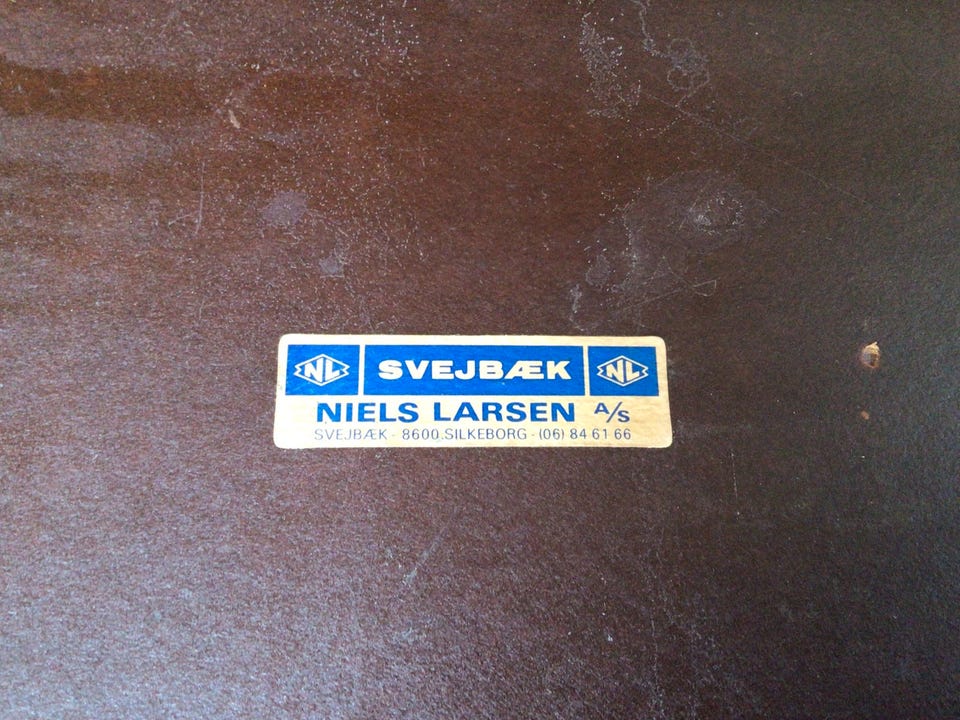 NL SVEJBÆK NL
NIELS LARSEN A/S
SVEJBÆK - 8600 SILKEBORG - (06) 84 61 66